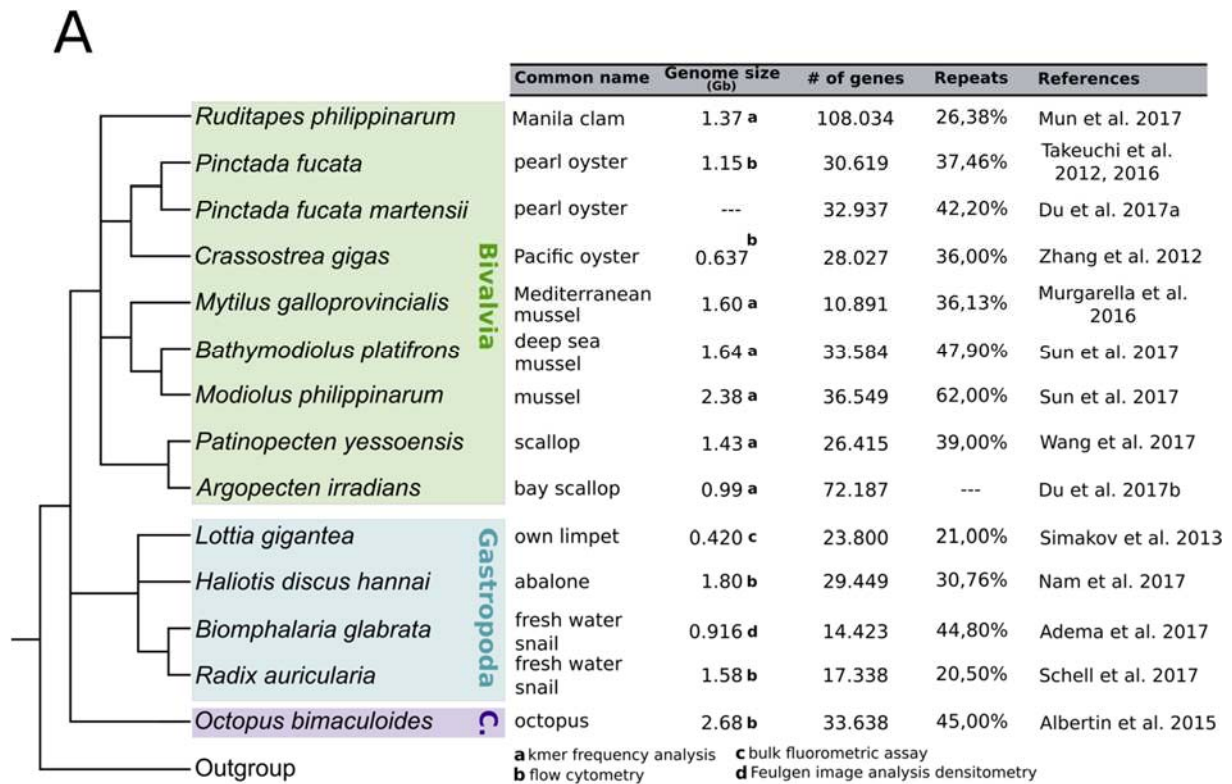 A
Common name Genome size (Gb) # of genes Repeats References
Ruditapes philippinarum Manila clam 1.37 a 108.034 26,38% Mun et al. 2017
Pinctada fucata pearl oyster 1.15 b 30.619 37,46% Takeuchi et al. 2012, 2016
Pinctada fucata martensii pearl oyster --- 32.937 42,20% Du et al. 2017a
Crassostrea gigas Pacific oyster 0.637 b 28.027 36,00% Zhang et al. 2012
Mytilus galloprovincialis Mediterranean mussel 1.60 a 10.891 36,13% Murgarella et al. 2016
Bathymodiolus platifrons deep sea mussel 1.64 a 33.584 47,90% Sun et al. 2017
Modiolus philippinarum mussel 2.38 a 36.549 62,00% Sun et al. 2017
Patinopecten yessoensis scallop 1.43 a 26.415 39,00% Wang et al. 2017
Argopecten irradians bay scallop 0.99 a 72.187 --- Du et al. 2017b
Bivalvia
Lottia gigantea own limpet 0.420 c 23.800 21,00% Simakov et al. 2013
Haliotis discus hannai abalone 1.80 b 29.449 30,76% Nam et al. 2017
Biomphalaria glabrata fresh water snail 0.916 d 14.423 44,80% Adema et al. 2017
Radix auricularia fresh water snail 1.58 b 17.338 20,50% Schell et al. 2017
Gastropoda
Octopus bimaculoides C. octopus 2.68 b 33.638 45,00% Albertin et al. 2015
Outgroup
a kmer frequency analysis c bulk fluorometric assay
b flow cytometry d Feulgen image analysis densitometry